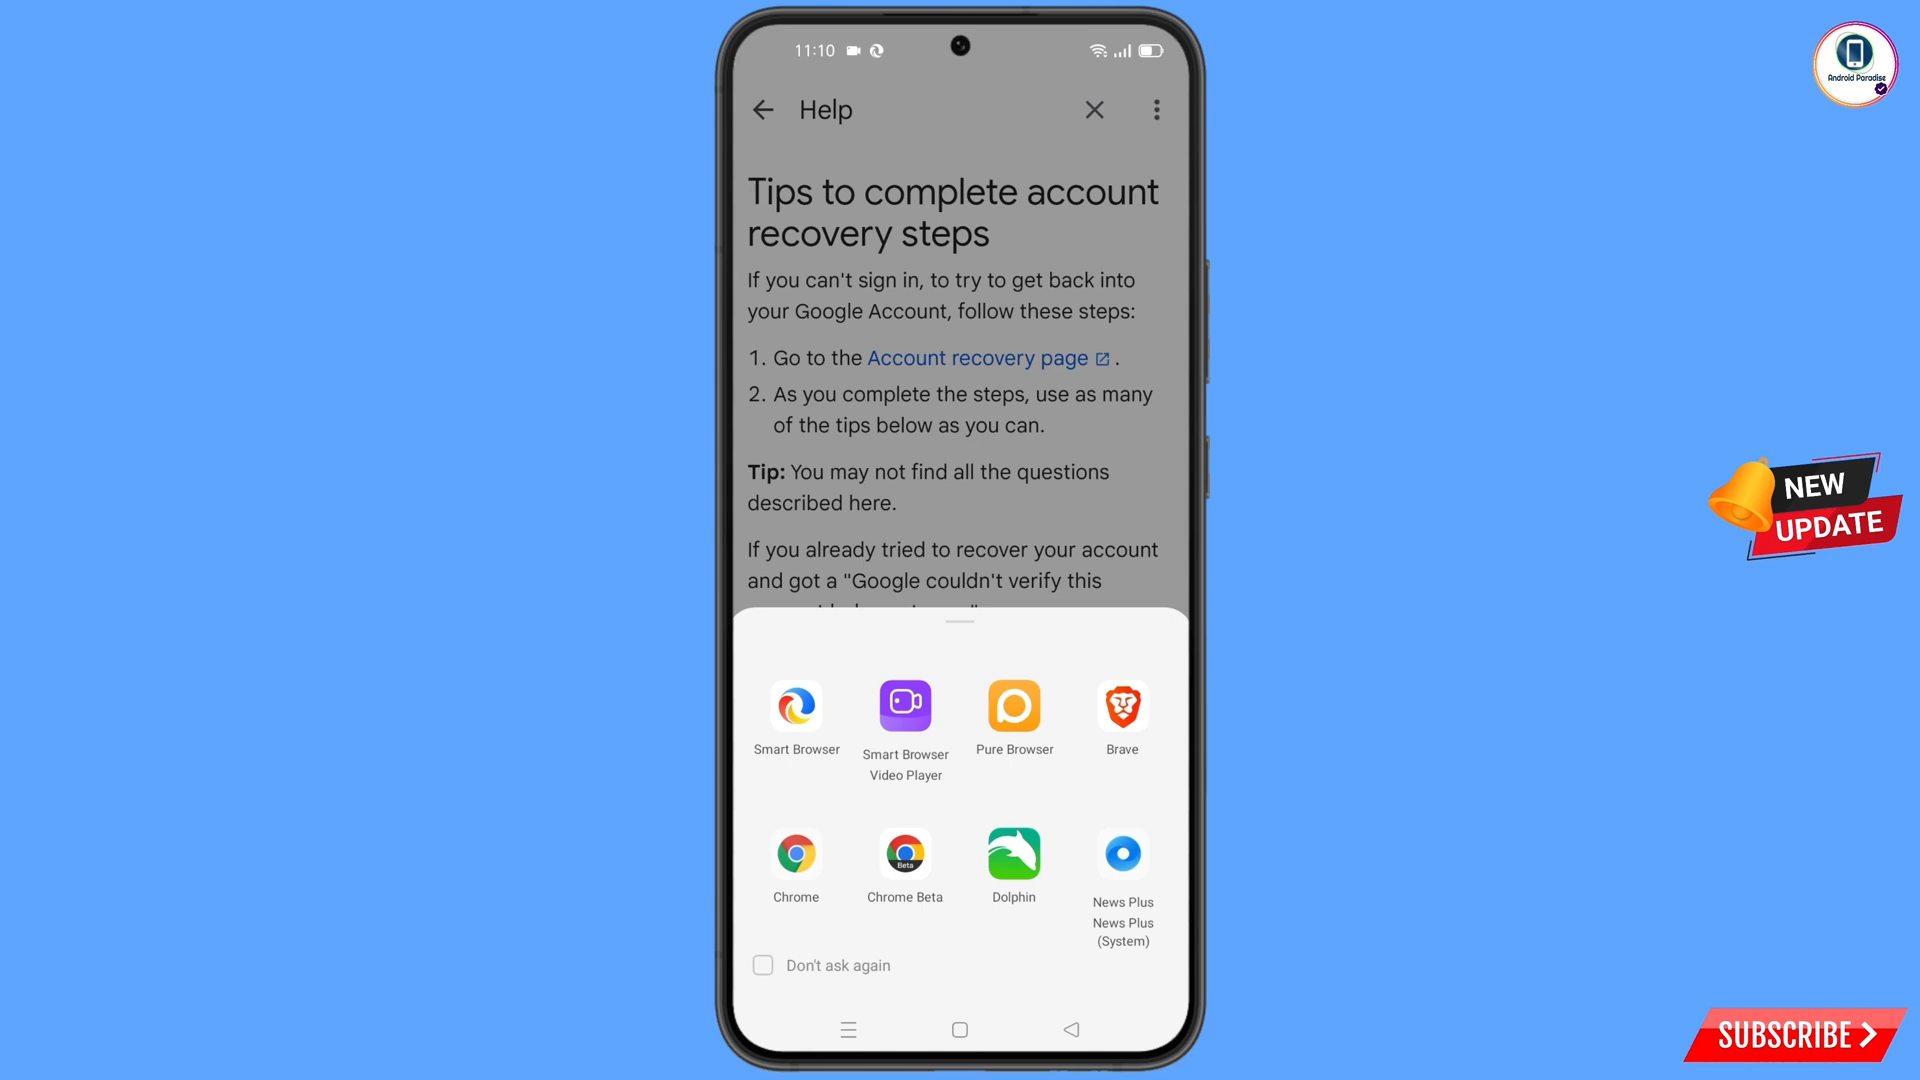 11:10
Android Paradise
Help
Tips to complete account
recovery steps
If you can't sign in, to try to get back into
your Google Account, follow these steps:
1. Go to the Account recovery page .
2. As you complete the steps, use as many
of the tips below as you can.
Tip: You may not find all the questions
described here.
If you already tried to recover your account
and got a "Google couldn't verify this
NEW
UPDATE
Smart Browser
Smart Browser
Video Player
Pure Browser
Brave
Beta
Chrome
Chrome Beta
Dolphin
News Plus
News Plus
(System)
Don't ask again
SUBSCRIBE